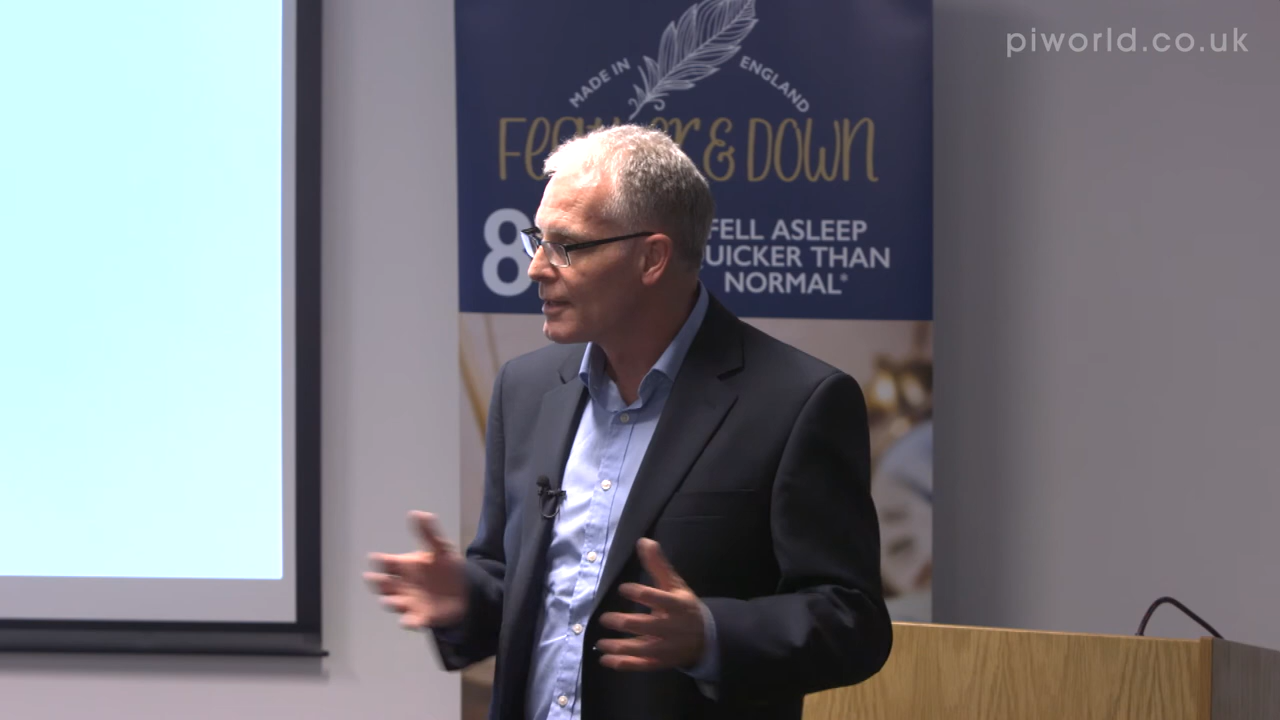 piworld.co.uk
MADE IN ENGLAND
& DOWN
FELL ASLEEP
THAN
NORMAL*